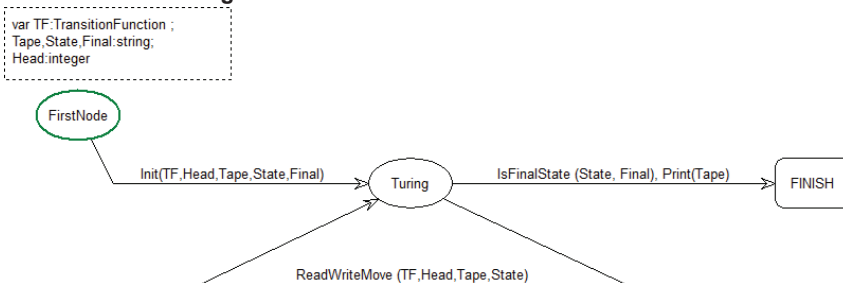 var TF:TransitionFunction ;
Tape,State,Final:string;
Head:integer
FirstNode
Init(TF,Head,Tape,State,Final)
Turing
IsFinalState (State, Final), Print(Tape)
FINISH
ReadWriteMove (TF,Head,Tape,State)